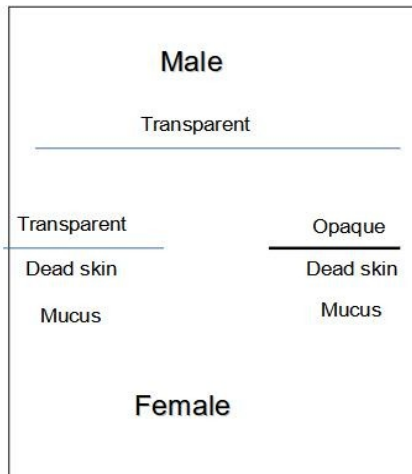 Male
Transparent
Transparent Opaque
Dead skin Dead skin
Mucus Mucus
Female